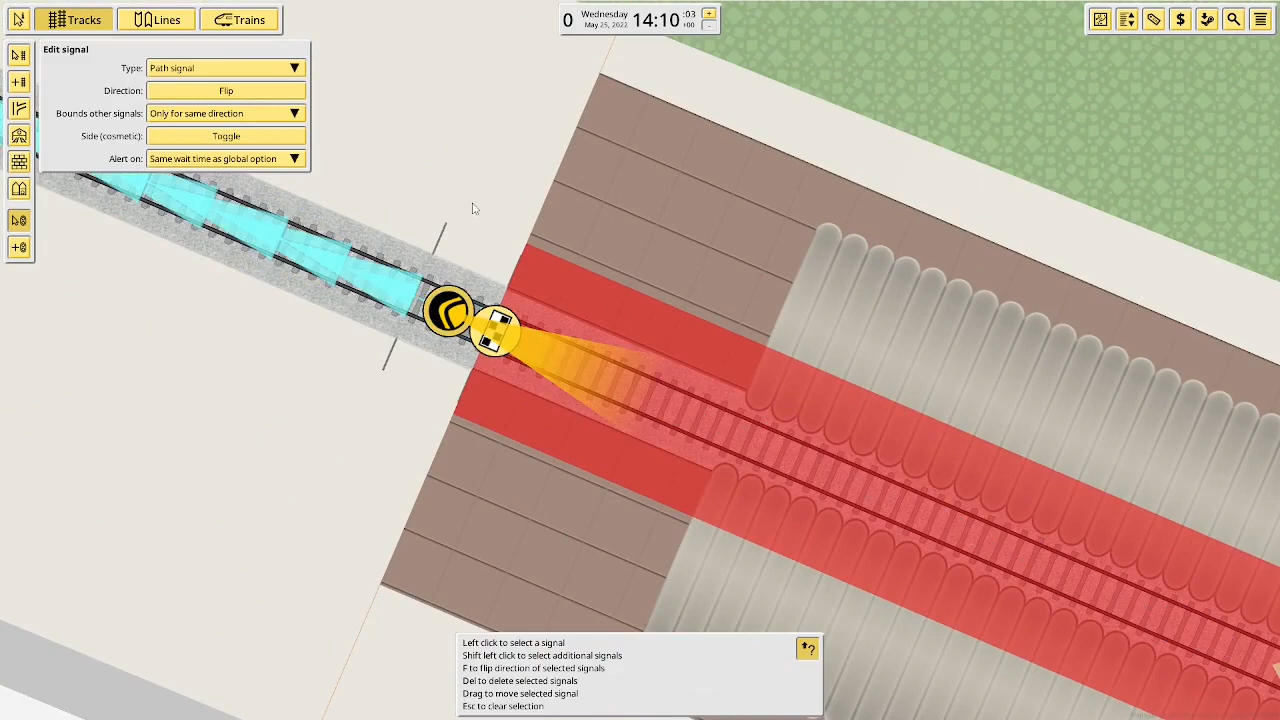 Tracks
Lines
Trains
0 Wednesday May 25, 2022 14:10 :03 +00 + -
$
Edit signal
Type: Path signal
Direction: Flip
Bounds other signals: Only for same direction
Side (cosmetic): Toggle
Alert on: Same wait time as global option
Left click to select a signal
Shift left click to select additional signals
F to flip direction of selected signals
Del to delete selected signals
Drag to move selected signal
Esc to clear selection
?